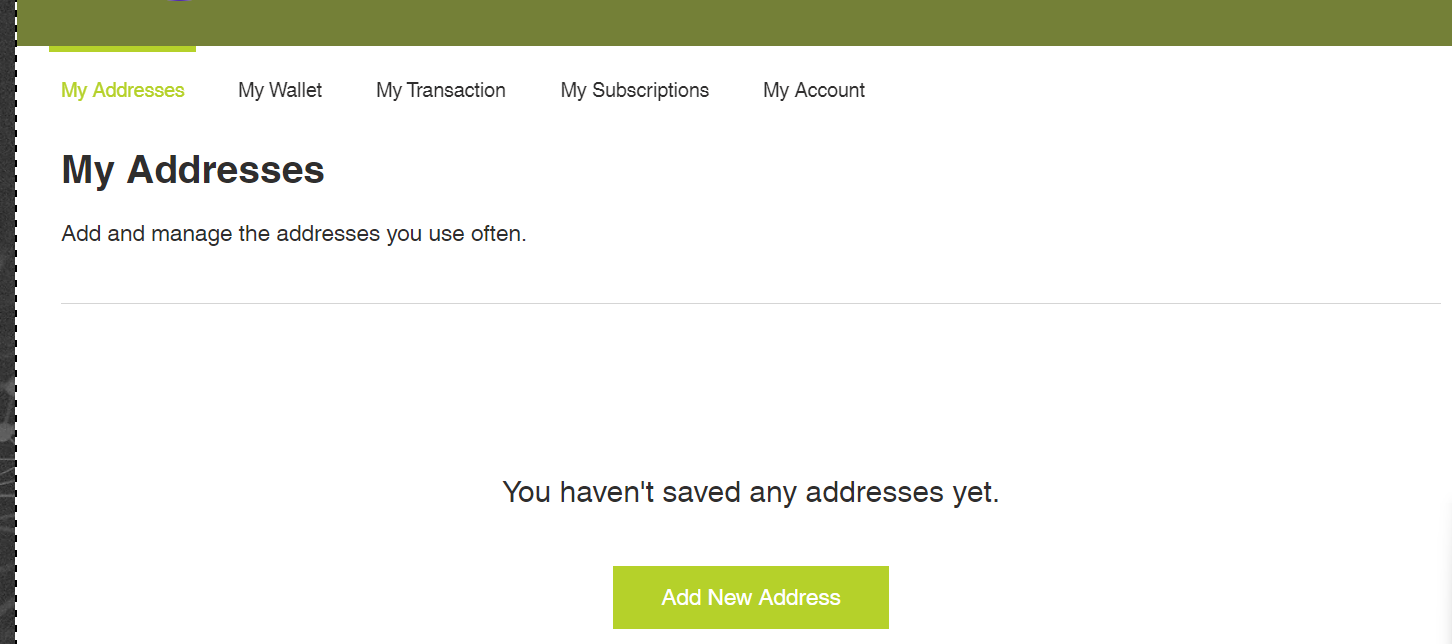 My Addresses My Wallet My Transaction My Subscriptions My Account
My Addresses
Add and manage the addresses you use often.
You haven't saved any addresses yet.
Add New Address